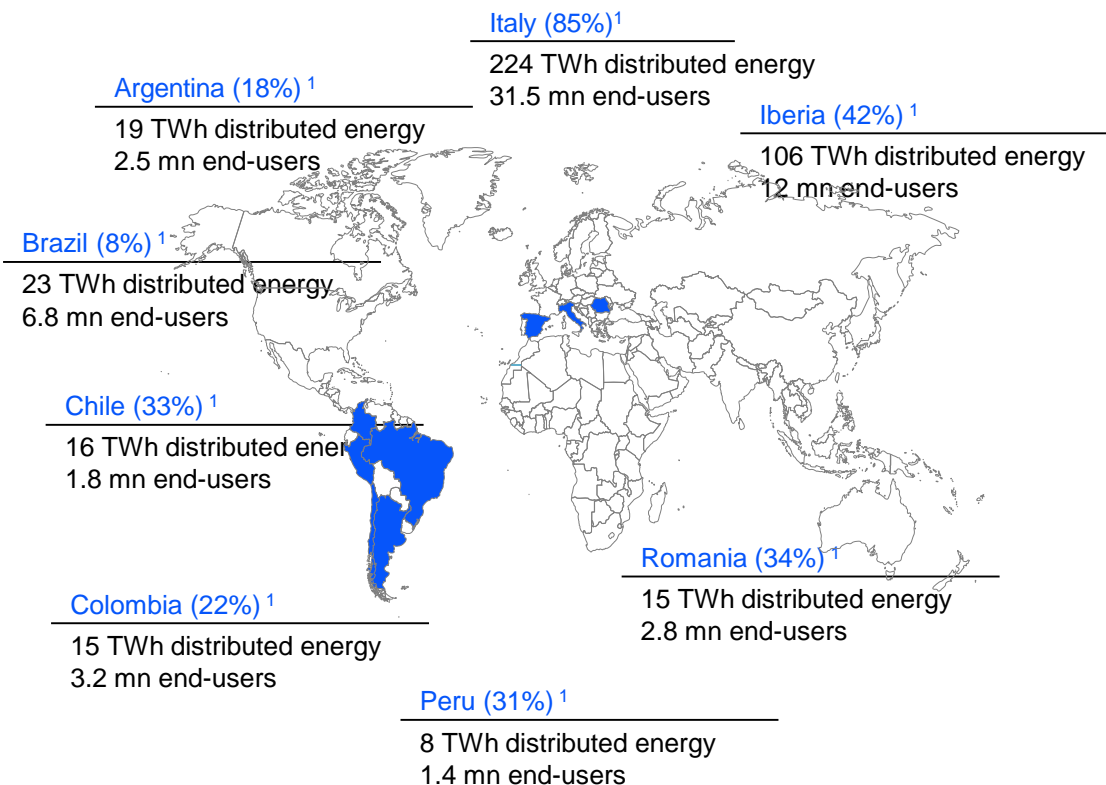 Italy (85%)1
224 TWh distributed energy
31.5 mn end-users
Argentina (18%) 1
19 TWh distributed energy
2.5 mn end-users
Iberia (42%) 1
106 TWh distributed energy
12 mn end-users
Brazil (8%) 1
23 TWh distributed energy
6.8 mn end-users
Chile (33%) 1
16 TWh distributed ener
1.8 mn end-users
Romania (34%) 1
15 TWh distributed energy
2.8 mn end-users
Colombia (22%) 1
15 TWh distributed energy
3.2 mn end-users
Peru (31%) 1
8 TWh distributed energy
1.4 mn end-users